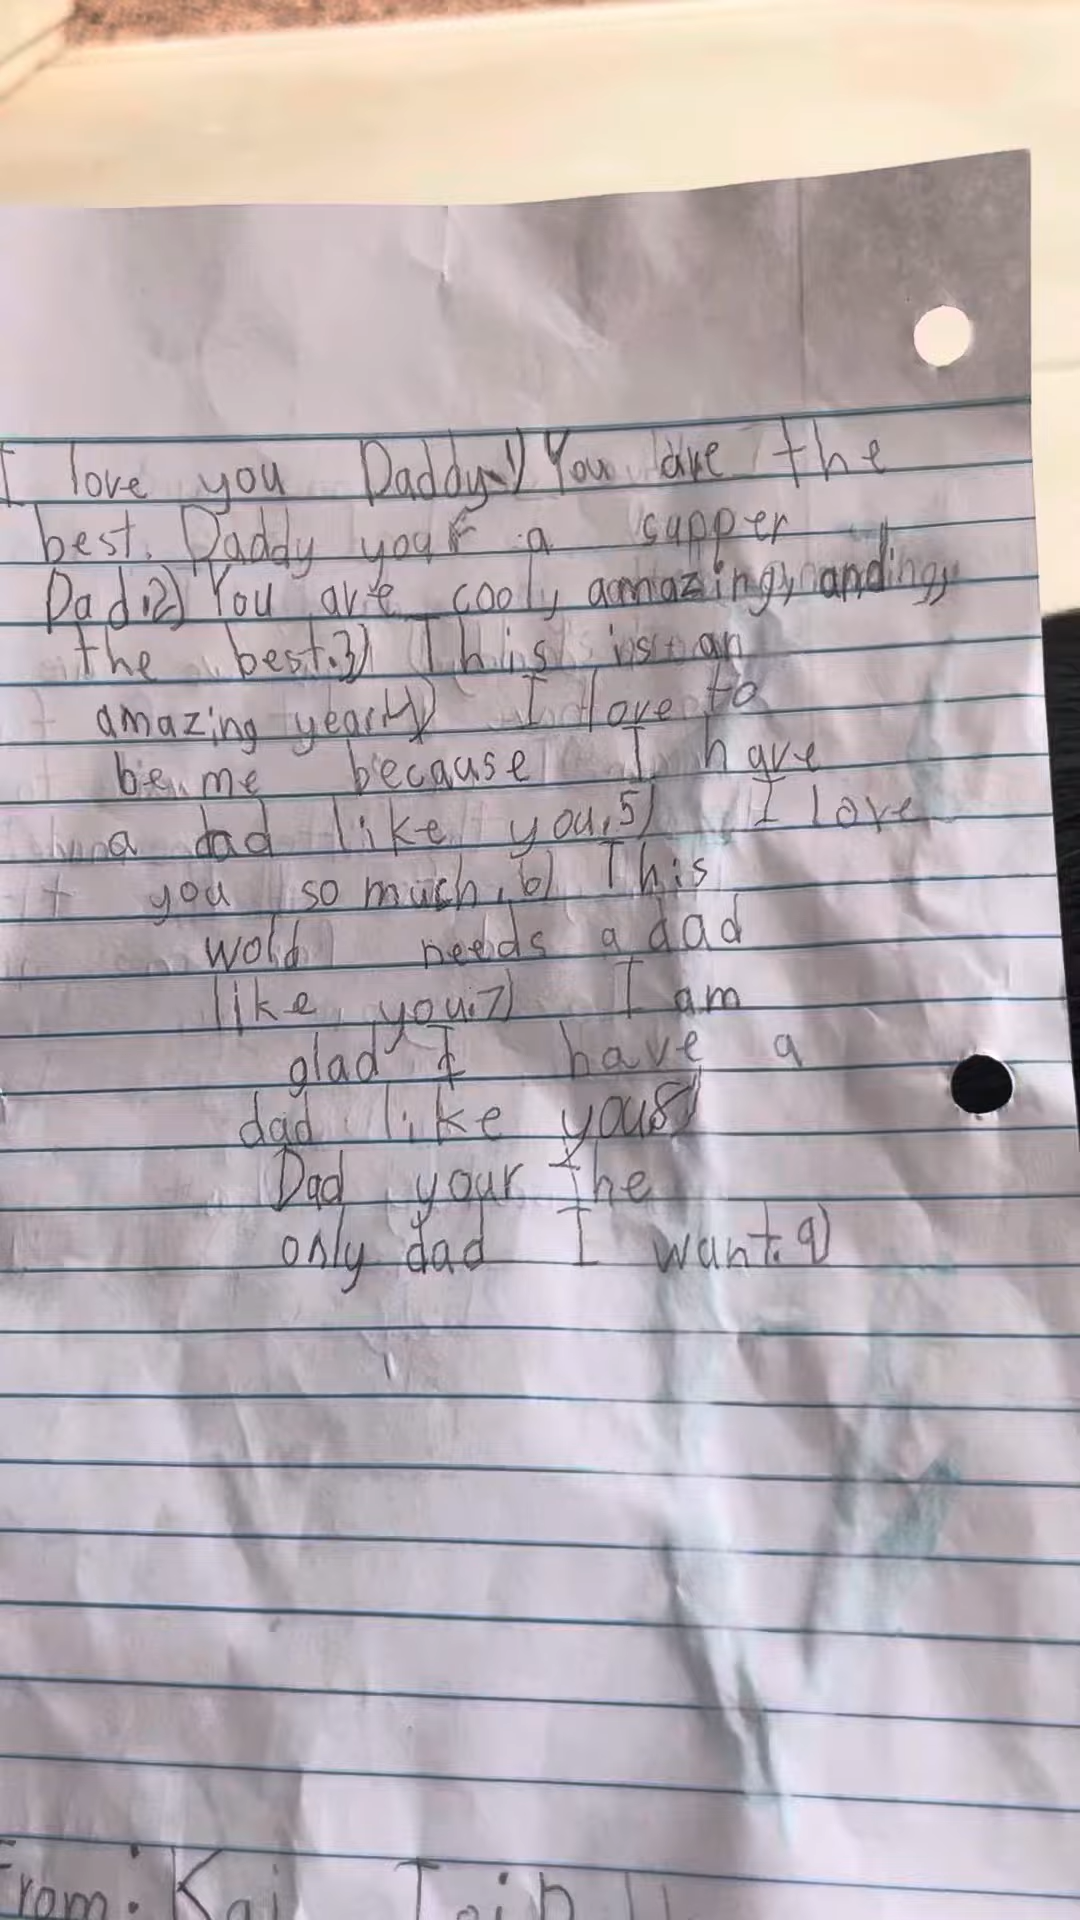 I love you Daddy.1) You are the
best. Daddy your a supper
Dad.2) You are cool, amazing, and
the best.3) This is an
amazing year.4) I love to
be me because I have
a dad like you.5) I love
you so much.6) This
wold needs a dad
like you.7) I am
glad I have a
dad like you8)
Dad your the
only dad I want.9)
From: Kai